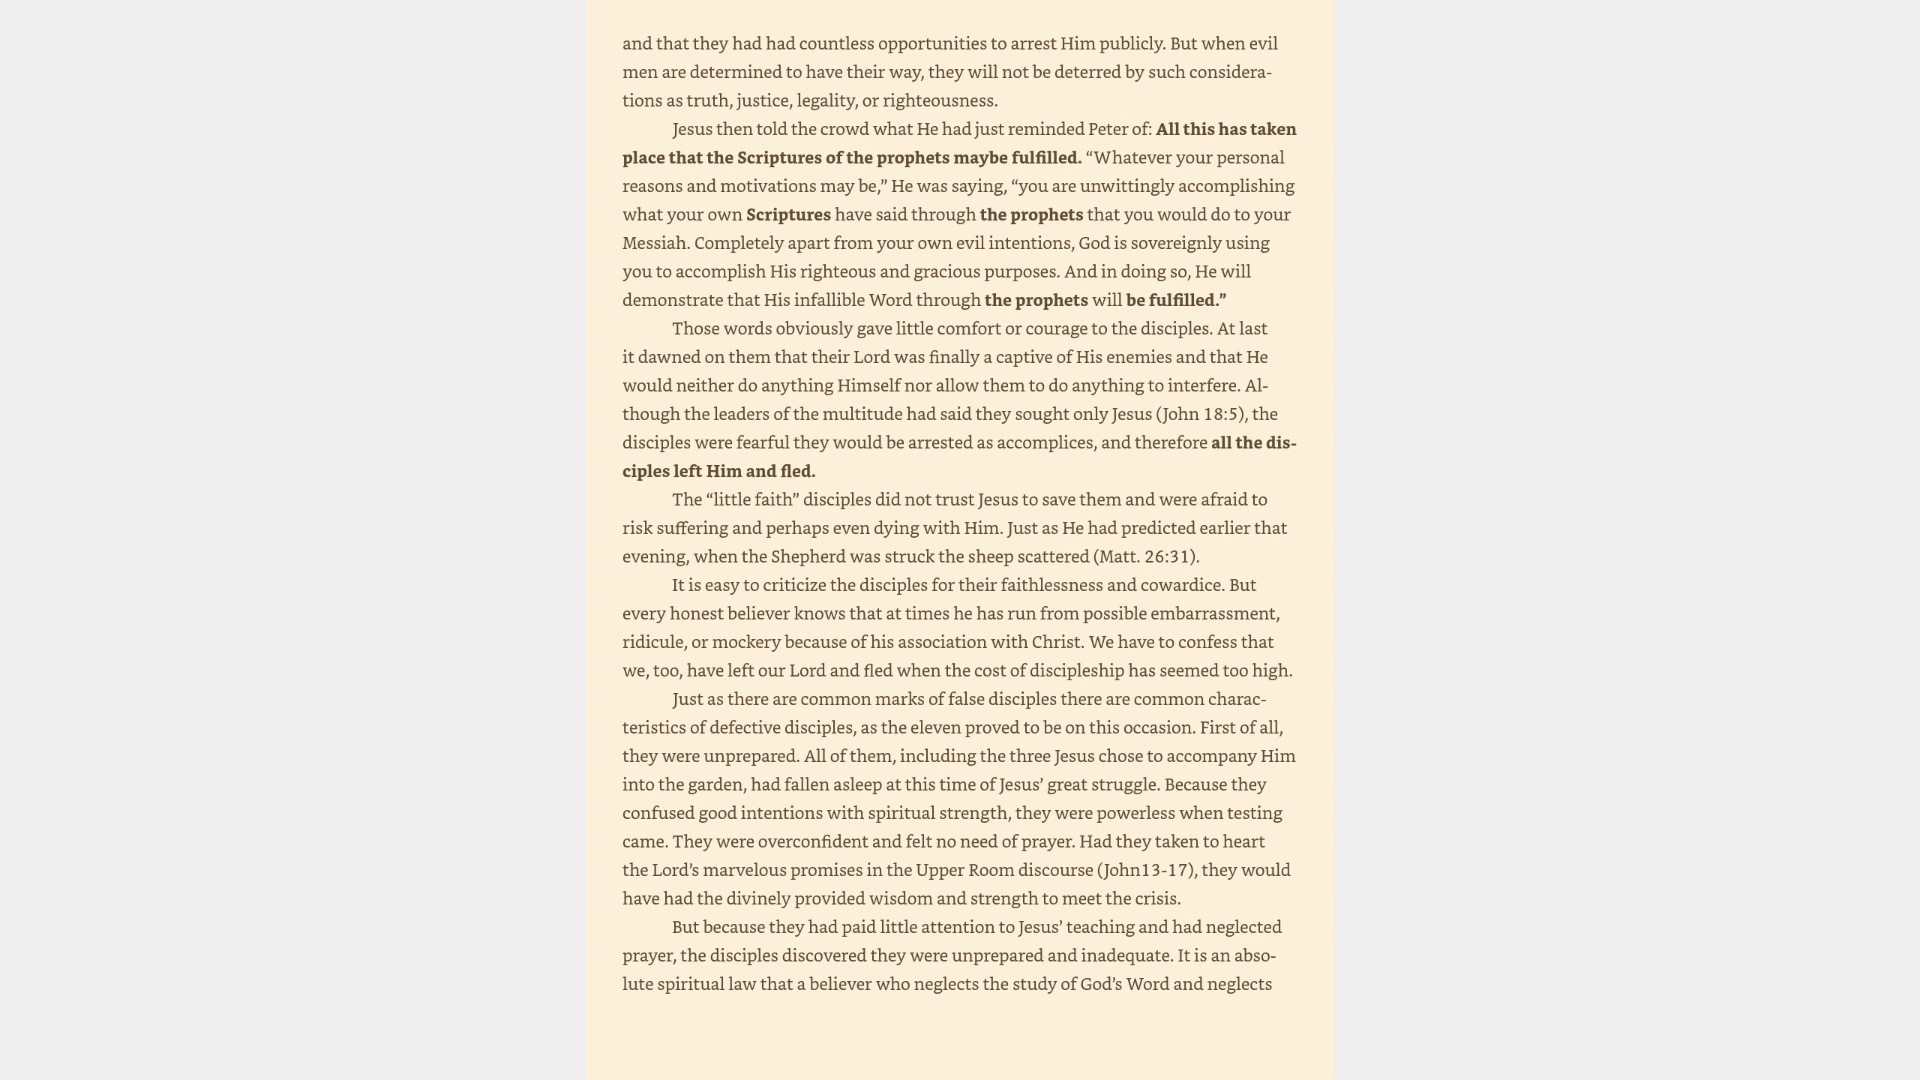 and that they had had countless opportunities to arrest Him publicly. But when evil
men are determined to have their way, they will not be deterred by such considera-
tions as truth, justice, legality, or righteousness.
Jesus then told the crowd what He had just reminded Peter of: All this has taken
place that the Scriptures of the prophets maybe fulfilled. “Whatever your personal
reasons and motivations may be,” He was saying, “you are unwittingly accomplishing
what your own Scriptures have said through the prophets that you would do to your
Messiah. Completely apart from your own evil intentions, God is sovereignly using
you to accomplish His righteous and gracious purposes. And in doing so, He will
demonstrate that His infallible Word through the prophets will be fulfilled.”
Those words obviously gave little comfort or courage to the disciples. At last
it dawned on them that their Lord was finally a captive of His enemies and that He
would neither do anything Himself nor allow them to do anything to interfere. Al-
though the leaders of the multitude had said they sought only Jesus (John 18:5), the
disciples were fearful they would be arrested as accomplices, and therefore all the dis-
ciples left Him and fled.
The “little faith” disciples did not trust Jesus to save them and were afraid to
risk suffering and perhaps even dying with Him. Just as He had predicted earlier that
evening, when the Shepherd was struck the sheep scattered (Matt. 26:31).
It is easy to criticize the disciples for their faithlessness and cowardice. But
every honest believer knows that at times he has run from possible embarrassment,
ridicule, or mockery because of his association with Christ. We have to confess that
we, too, have left our Lord and fled when the cost of discipleship has seemed too high.
Just as there are common marks of false disciples there are common charac-
teristics of defective disciples, as the eleven proved to be on this occasion. First of all,
they were unprepared. All of them, including the three Jesus chose to accompany Him
into the garden, had fallen asleep at this time of Jesus’ great struggle. Because they
confused good intentions with spiritual strength, they were powerless when testing
came. They were overconfident and felt no need of prayer. Had they taken to heart
the Lord’s marvelous promises in the Upper Room discourse (John13-17), they would
have had the divinely provided wisdom and strength to meet the crisis.
But because they had paid little attention to Jesus’ teaching and had neglected
prayer, the disciples discovered they were unprepared and inadequate. It is an abso-
lute spiritual law that a believer who neglects the study of God’s Word and neglects